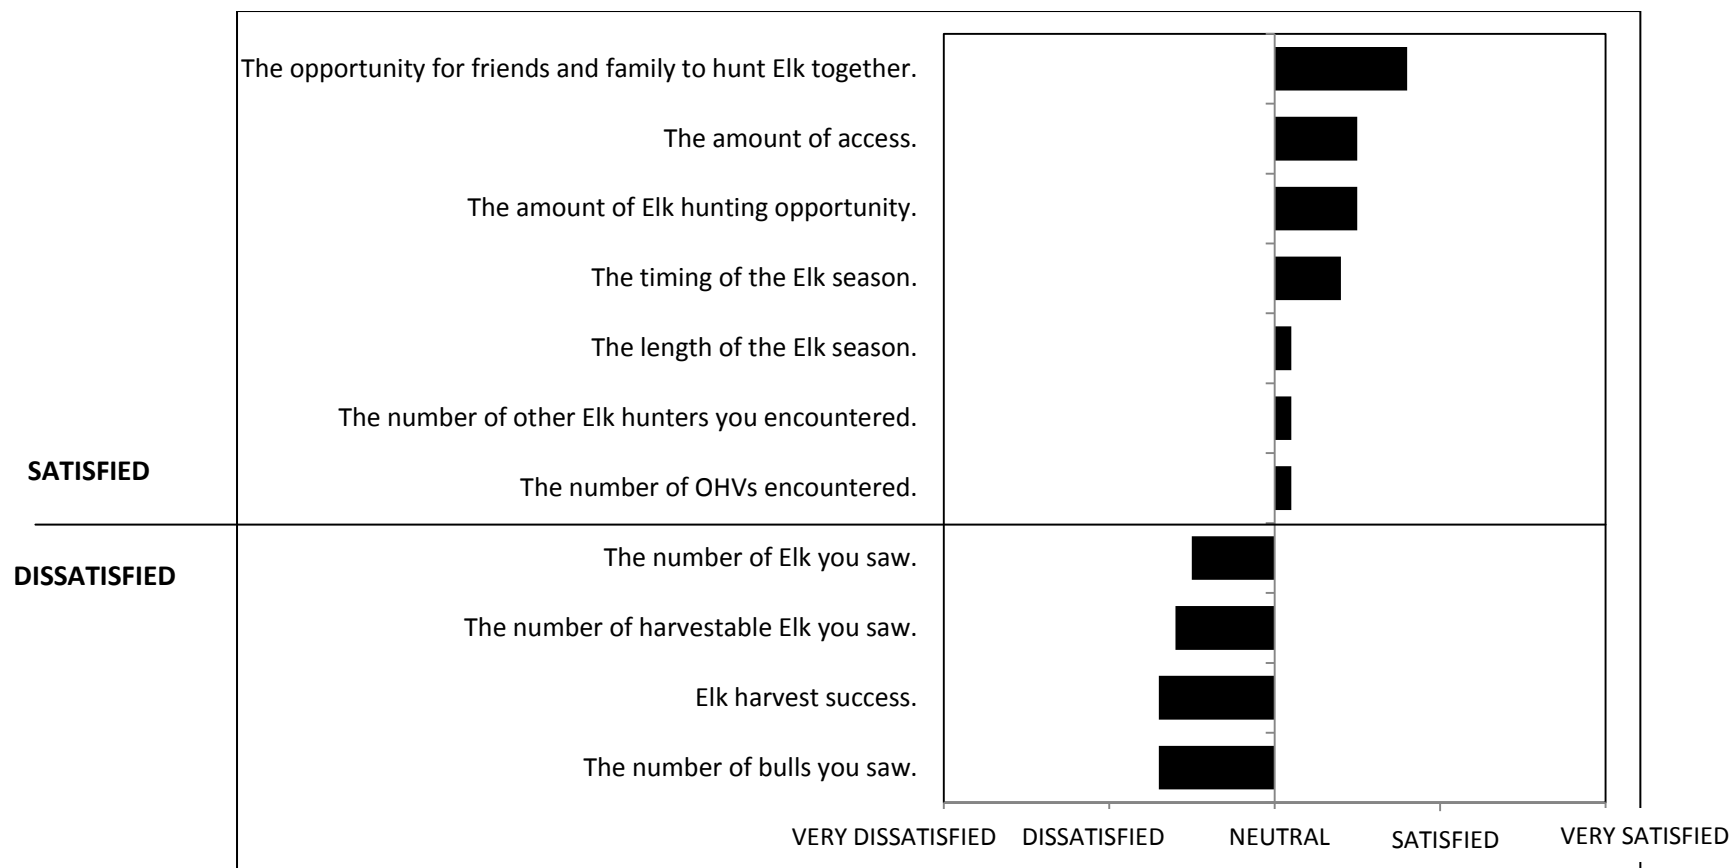 The opportunity for friends and family to hunt Elk together.
The amount of access.
The amount of Elk hunting opportunity.
The timing of the Elk season.
The length of the Elk season.
The number of other Elk hunters you encountered.
SATISFIED
The number of OHVs encountered.
The number of Elk you saw.
DISSATISFIED
The number of harvestable Elk you saw.
Elk harvest success.
The number of bulls you saw.
VERY DISSATISFIED DISSATISFIED NEUTRAL SATISFIED VERY SATISFIED